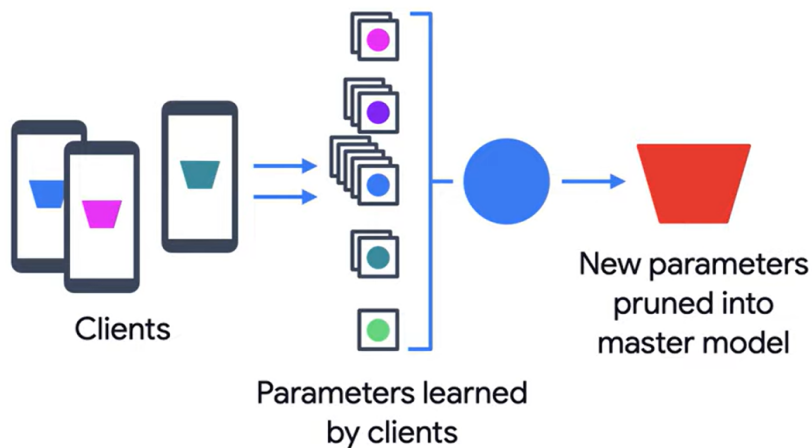 Clients
Parameters learned
by clients
New parameters
pruned into
master model